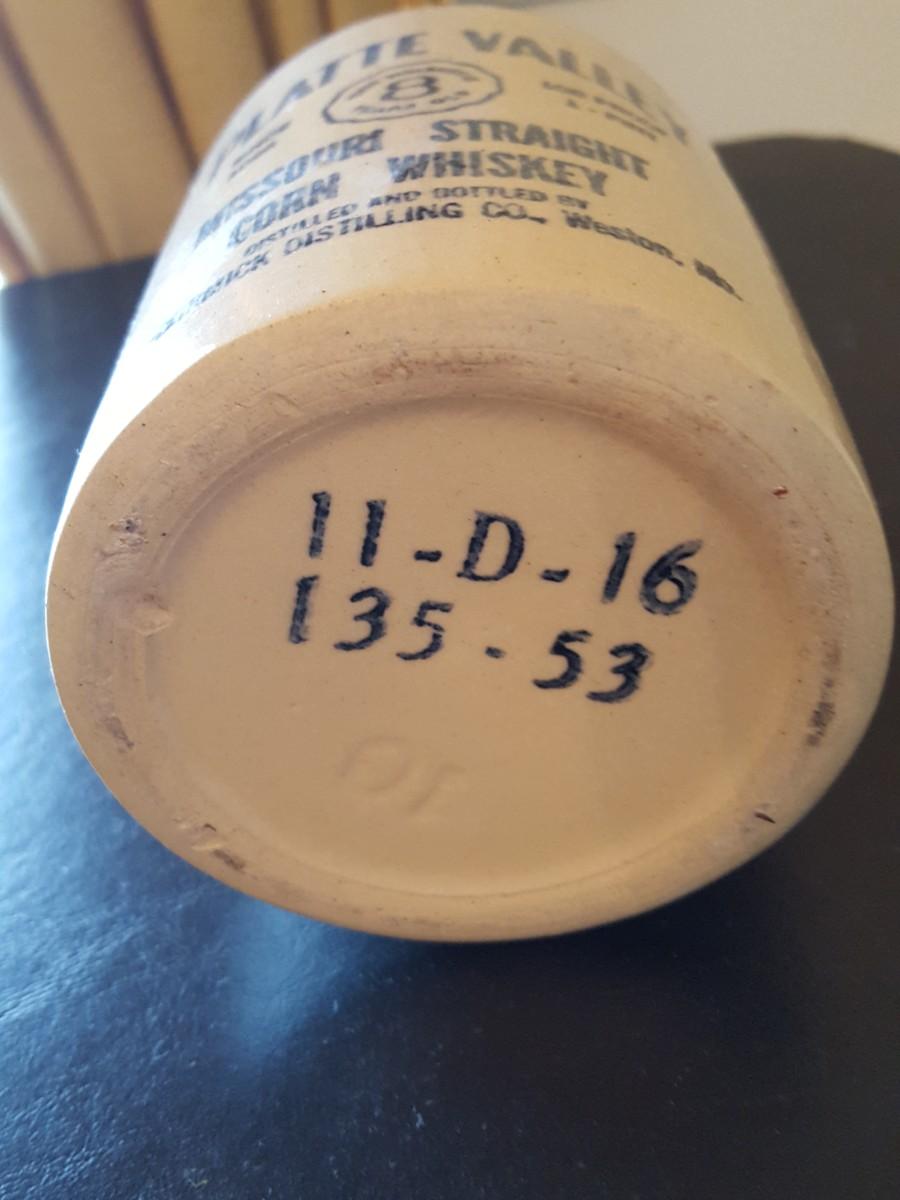 PLATTE VALLEY
8
MISSOURI STRAIGHT
CORN WHISKEY
DISTILLED AND BOTTLED BY
DISTILLING CO., Weston, Mo.
11-D-16
135-53